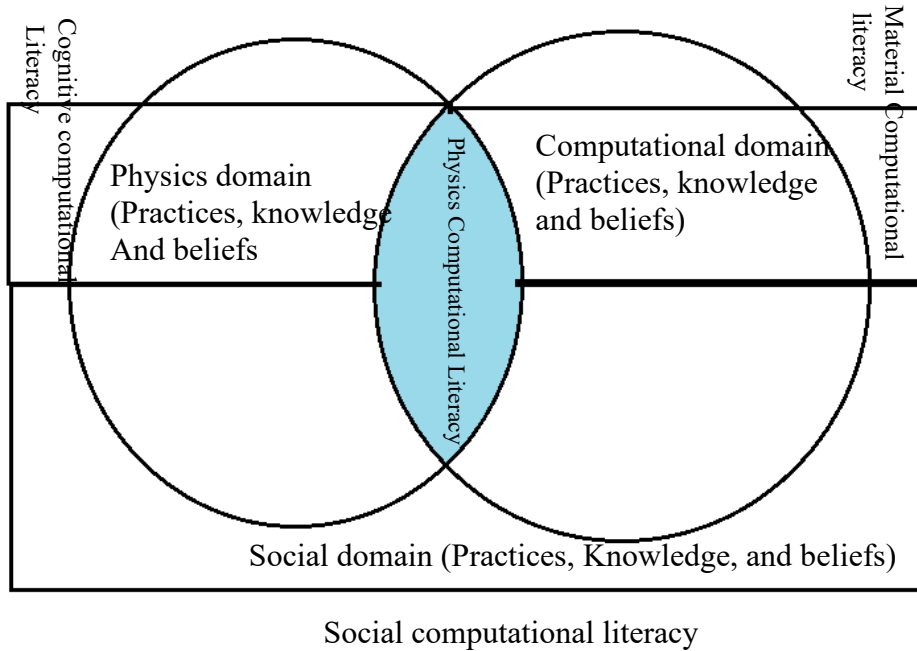 Cognitive computational
Literacy
Material Computational
literacy
Physics domain
(Practices, knowledge
And beliefs
Physics Computational Literacy
Computational domain
(Practices, knowledge
and beliefs)
Social domain (Practices, Knowledge, and beliefs)
Social computational literacy